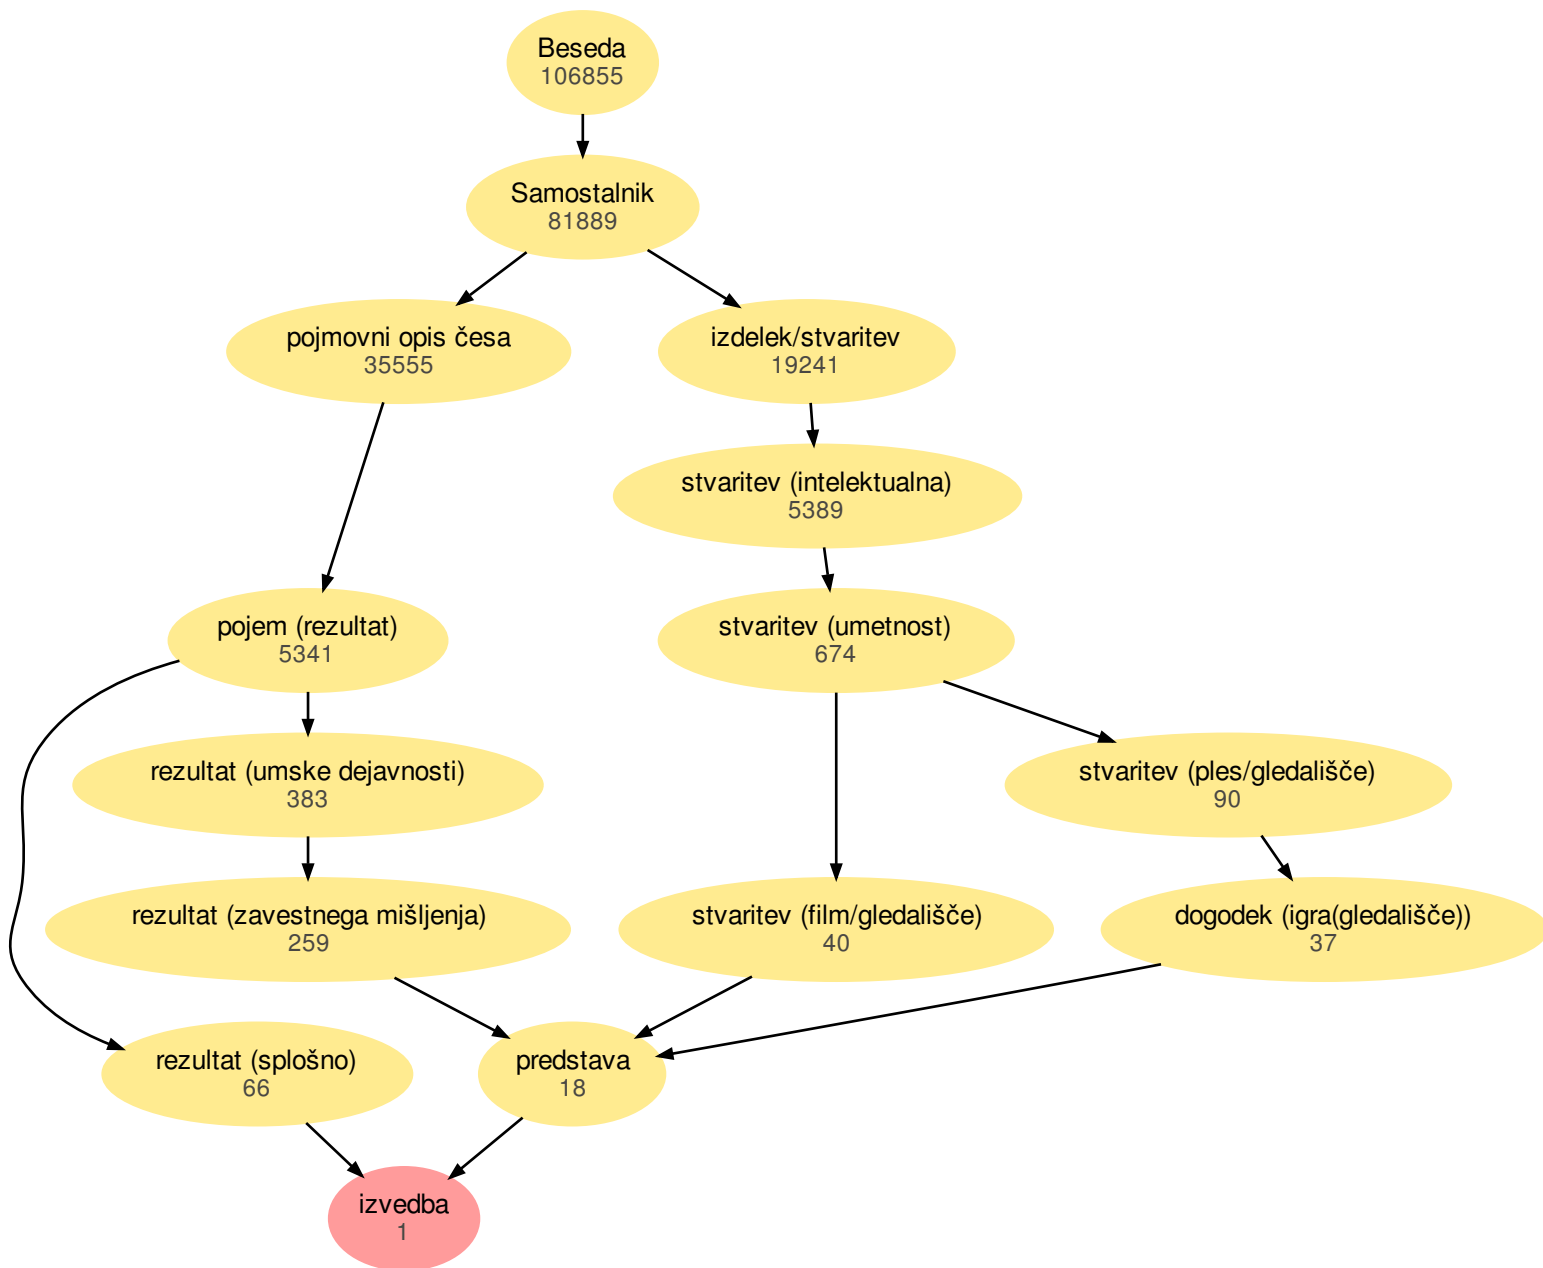 Beseda
106855
Samostalnik
81889
pojmovni opis česa
35555
izdelek/stvaritev
19241
stvaritev (intelektualna)
5389
pojem (rezultat)
5341
stvaritev (umetnost)
674
rezultat (umske dejavnosti)
383
stvaritev (ples/gledališče)
90
rezultat (zavestnega mišljenja)
259
stvaritev (film/gledališče)
40
dogodek (igra(gledališče))
37
rezultat (splošno)
66
predstava
18
izvedba
1